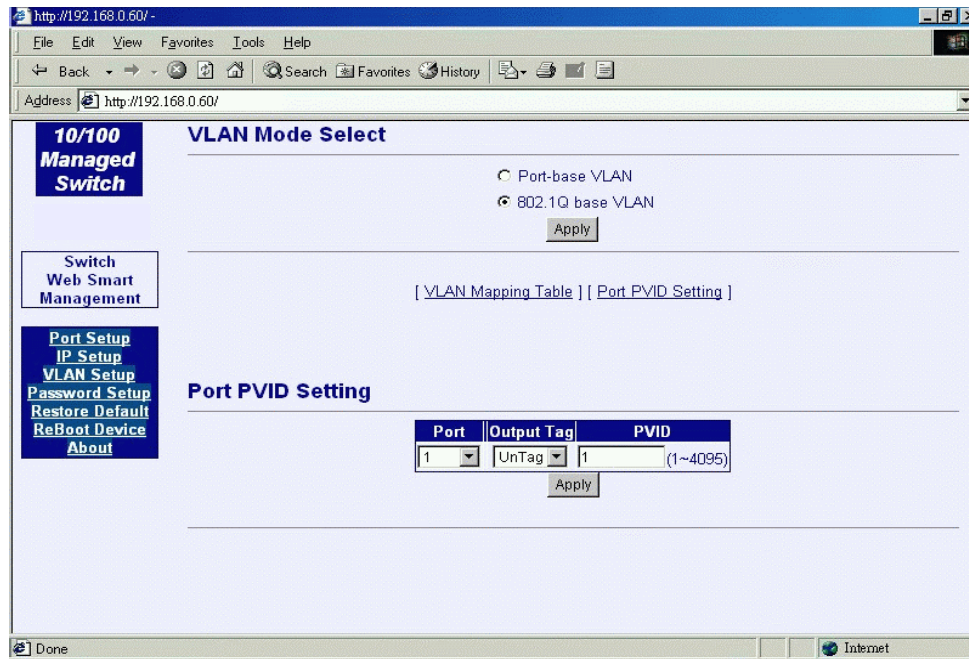 http://192.168.0.60/ -
File Edit View Favorites Tools Help
Back Search Favorites History
Address http://192.168.0.60/
10/100
Managed
Switch
Switch
Web Smart
Management
Port Setup
IP Setup
VLAN Setup
Password Setup
Restore Default
ReBoot Device
About
VLAN Mode Select
Port-base VLAN
802.1Q base VLAN
Apply
[ VLAN Mapping Table ] [ Port PVID Setting ]
Port PVID Setting
Port Output Tag PVID
1 UnTag 1 (1~4095)
Apply
Done Internet